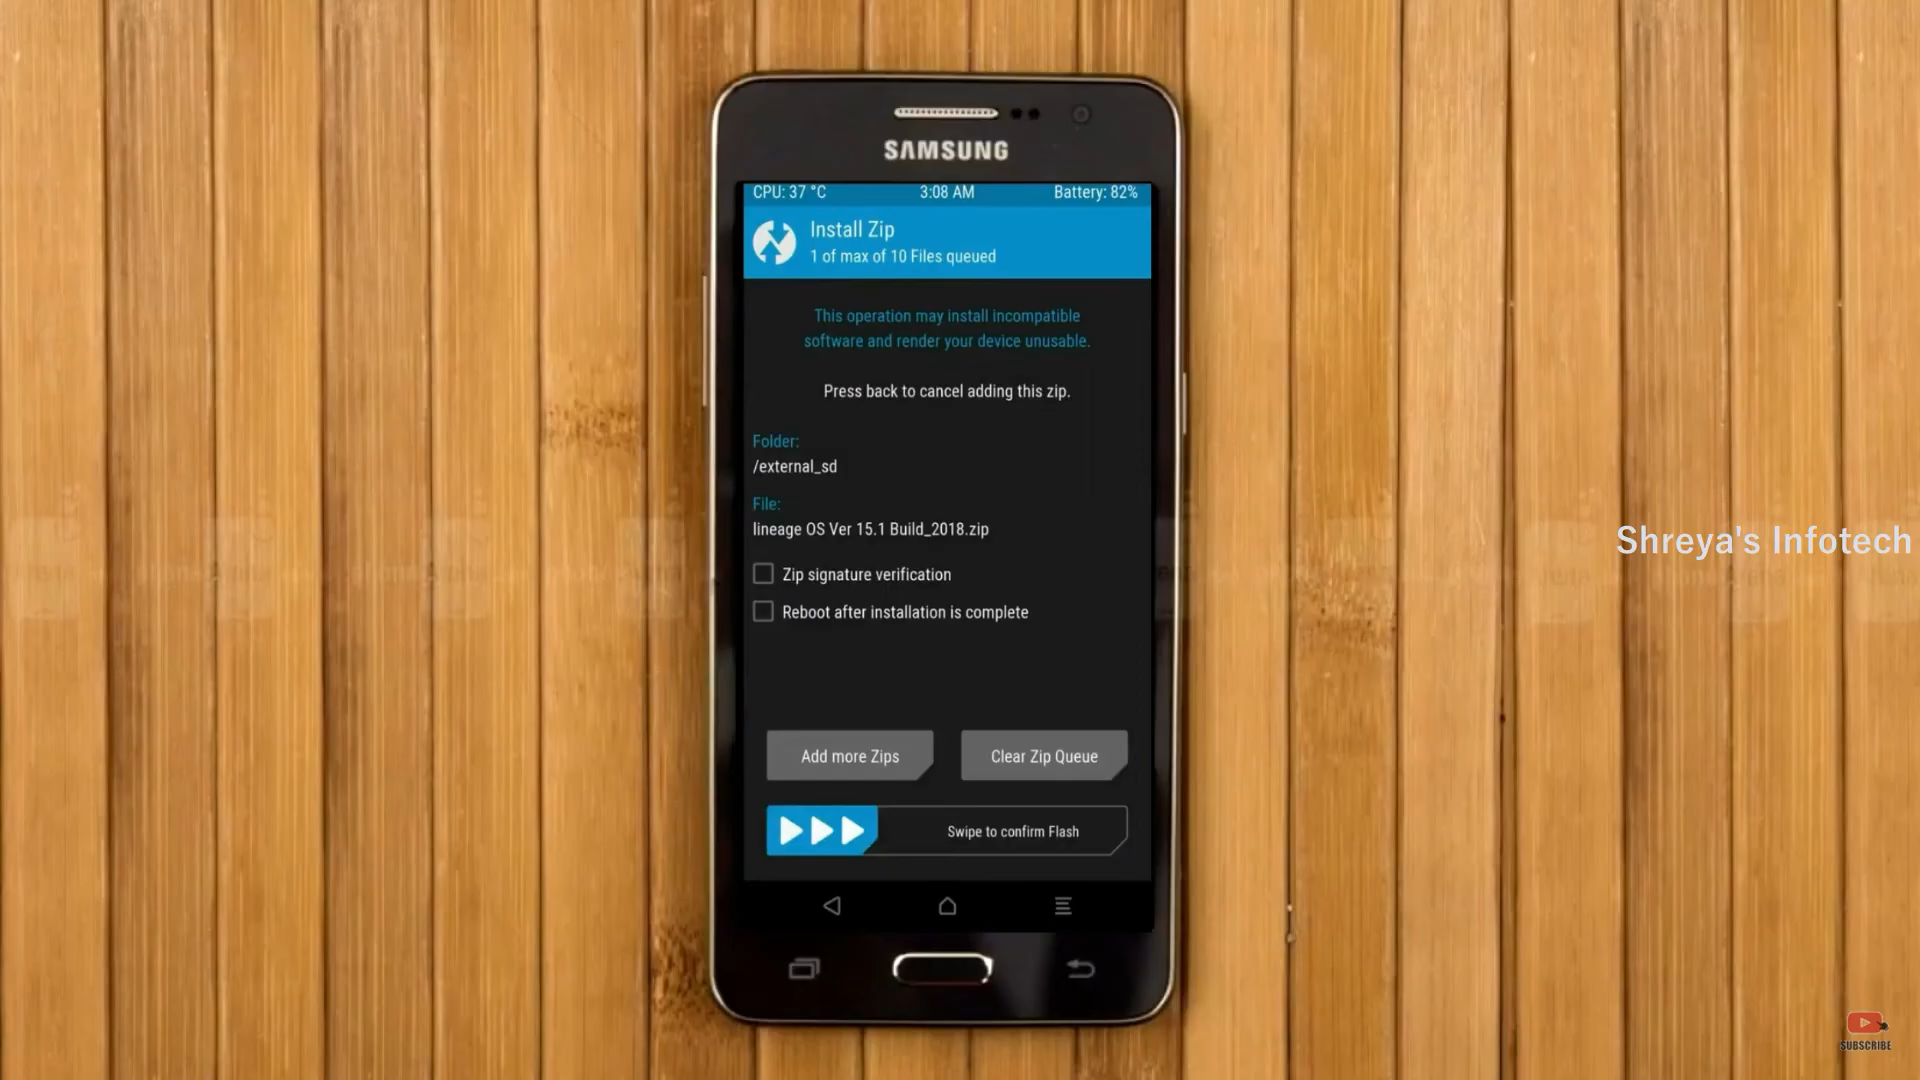 SAMSUNG
CPU: 37 °C 3:08 AM Battery: 82%
Install Zip
1 of max of 10 Files queued
This operation may install incompatible
software and render your device unusable.
Press back to cancel adding this zip.
Folder:
/external_sd
File:
lineage OS Ver 15.1 Build_2018.zip
Zip signature verification
Reboot after installation is complete
Add more Zips Clear Zip Queue
Swipe to confirm Flash
Shreya's Infotech
SUBSCRIBE